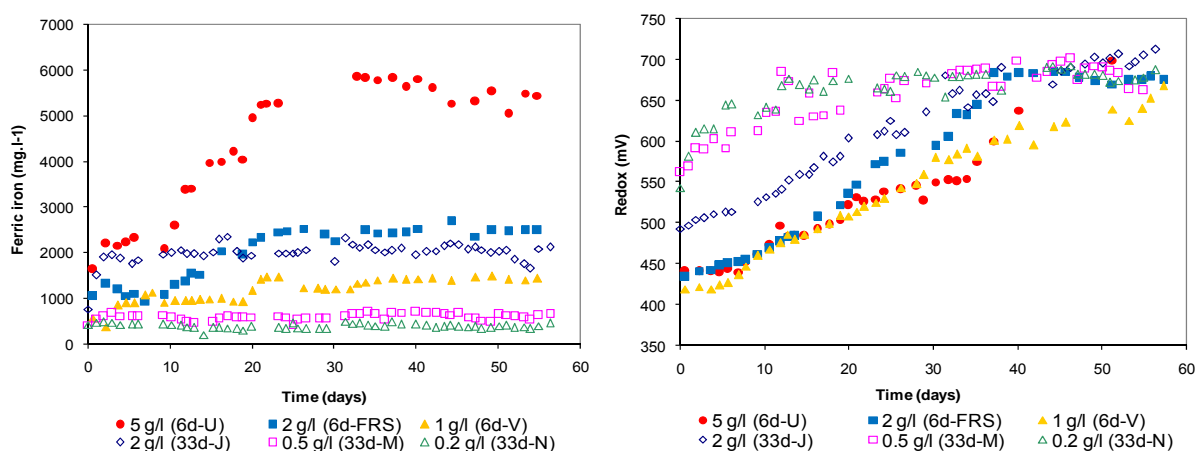 7000
6000
5000
4000
3000
2000
1000
0
Ferric iron (mg.l-1)
0 10 20 30 40 50 60
Time (days)
5 g/l (6d-U) 2 g/l (6d-FRS) 1 g/l (6d-V)
2 g/l (33d-J) 0.5 g/l (33d-M) 0.2 g/l (33d-N)
750
700
650
600
550
500
450
400
350
Redox (mV)
0 10 20 30 40 50 60
Time (days)
5 g/l (6d-U) 2 g/l (6d-FRS) 1 g/l (6d-V)
2 g/l (33d-J) 0.5 g/l (33d-M) 0.2 g/l (33d-N)